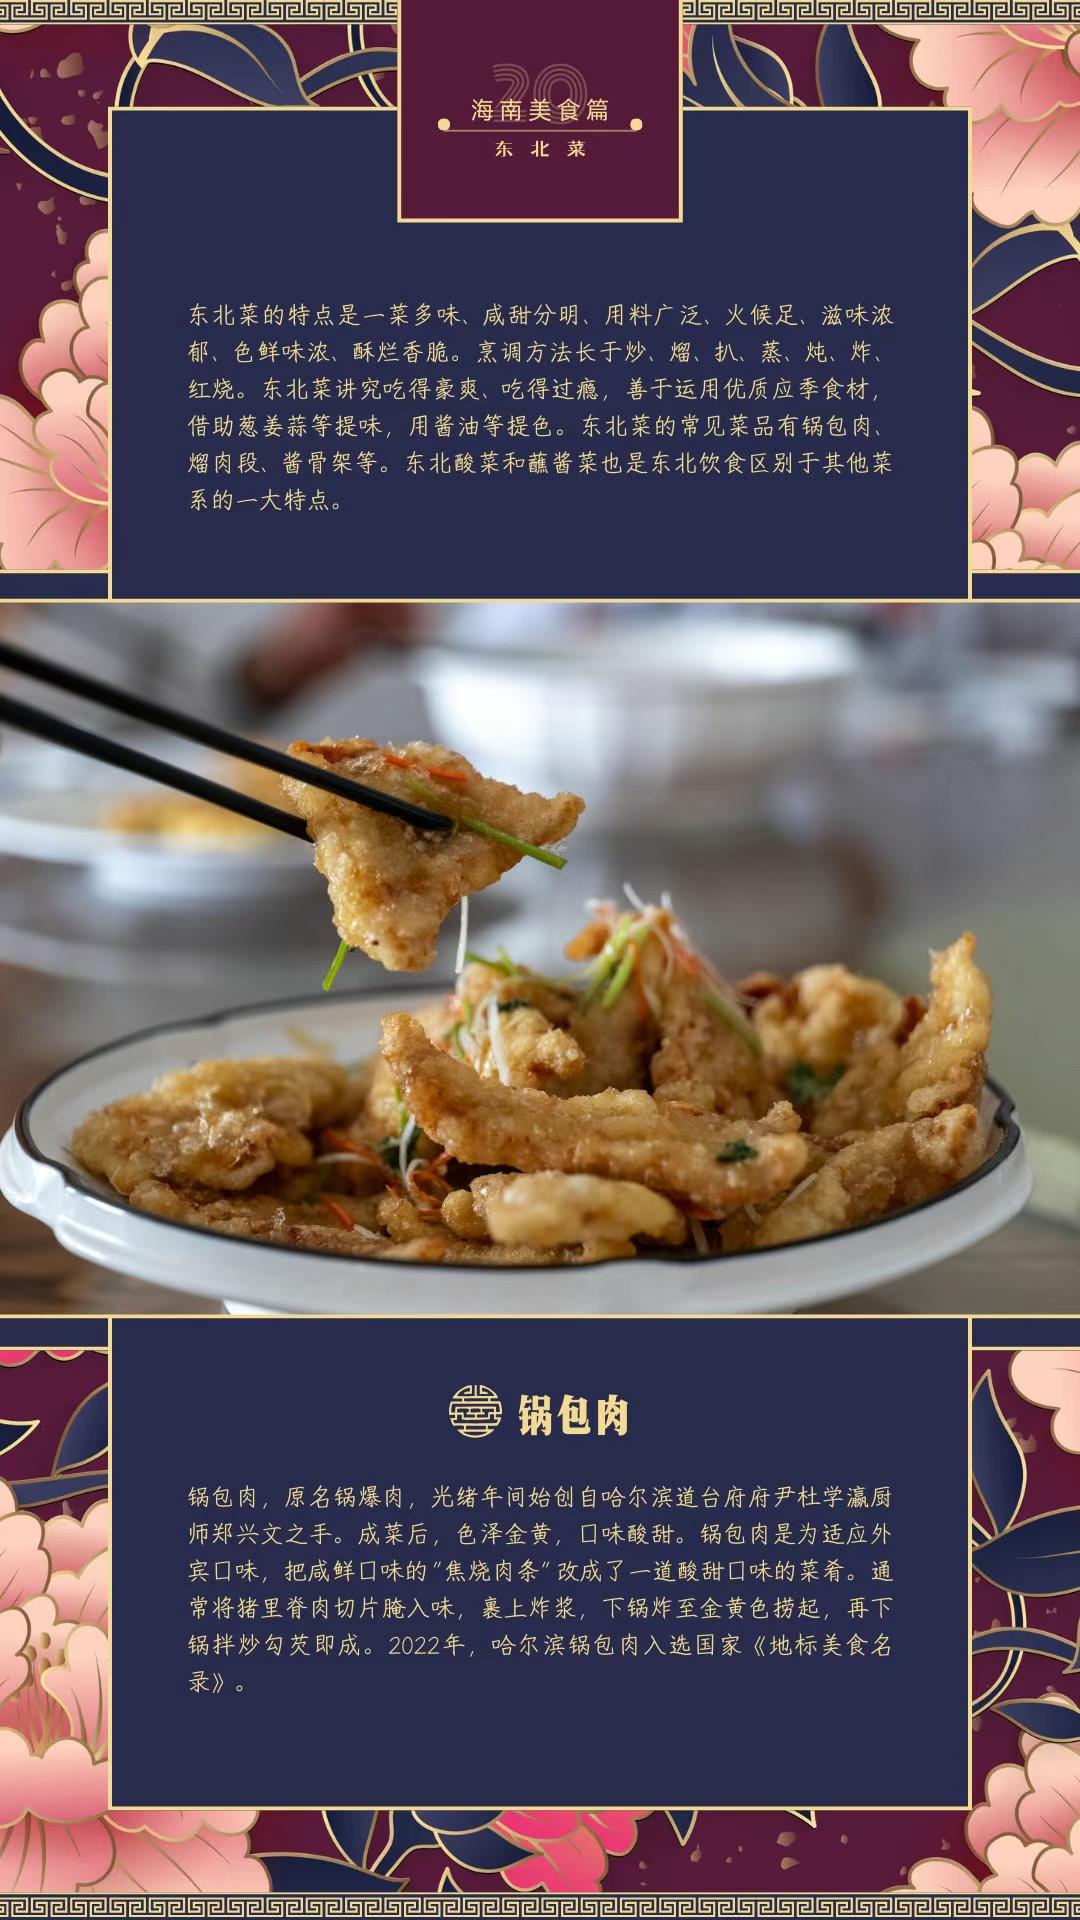 20
海南美食篇
东北菜
东北菜的特点是一菜多味、咸甜分明、用料广泛、火候足、滋味浓
郁、色鲜味浓、酥烂香脆。烹调方法长于炒、熘、扒、蒸、炖、炸、
红烧。东北菜讲究吃得豪爽、吃得过瘾，善于运用优质应季食材，
借助葱姜蒜等提味，用酱油等提色。东北菜的常见菜品有锅包肉、
熘肉段、酱骨架等。东北酸菜和蘸酱菜也是东北饮食区别于其他菜
系的一大特点。
锅包肉
锅包肉，原名锅爆肉，光绪年间始创自哈尔滨道台府府尹杜学瀛厨
师郑兴文之手。成菜后，色泽金黄，口味酸甜。锅包肉是为适应外
宾口味，把咸鲜口味的"焦烧肉条"改成了一道酸甜口味的菜肴。通
常将猪里脊肉切片腌入味，裹上炸浆，下锅炸至金黄色捞起，再下
锅拌炒勾芡即成。2022年，哈尔滨锅包肉入选国家《地标美食名
录》。